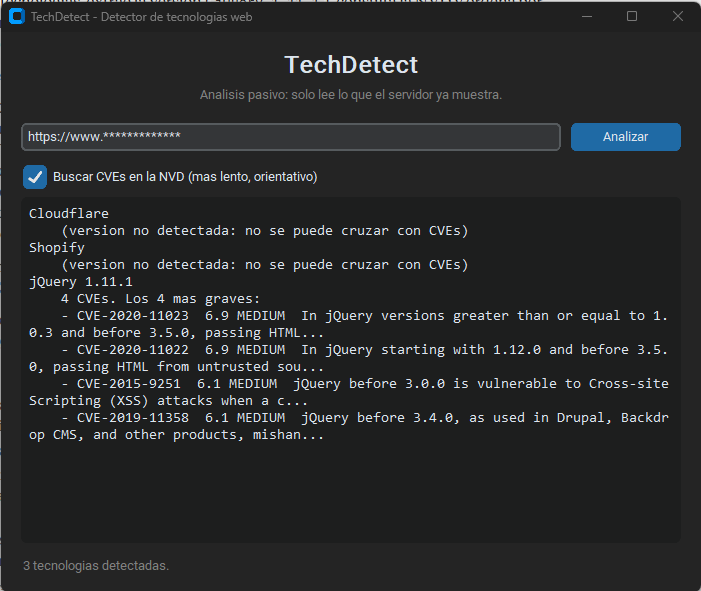 TechDetect - Detector de tecnologias web
TechDetect
Analisis pasivo: solo lee lo que el servidor ya muestra.
https://www.*************
Analizar
Buscar CVEs en la NVD (mas lento, orientativo)
Cloudflare
(version no detectada: no se puede cruzar con CVEs)
Shopify
(version no detectada: no se puede cruzar con CVEs)
jQuery 1.11.1
4 CVEs. Los 4 mas graves:
- CVE-2020-11023 6.9 MEDIUM In jQuery versions greater than or equal to 1.
0.3 and before 3.5.0, passing HTML...
- CVE-2020-11022 6.9 MEDIUM In jQuery starting with 1.12.0 and before 3.5.
0, passing HTML from untrusted sou...
- CVE-2015-9251 6.1 MEDIUM jQuery before 3.0.0 is vulnerable to Cross-site
Scripting (XSS) attacks when a c...
- CVE-2019-11358 6.1 MEDIUM jQuery before 3.4.0, as used in Drupal, Backdr
op CMS, and other products, mishan...
3 tecnologias detectadas.